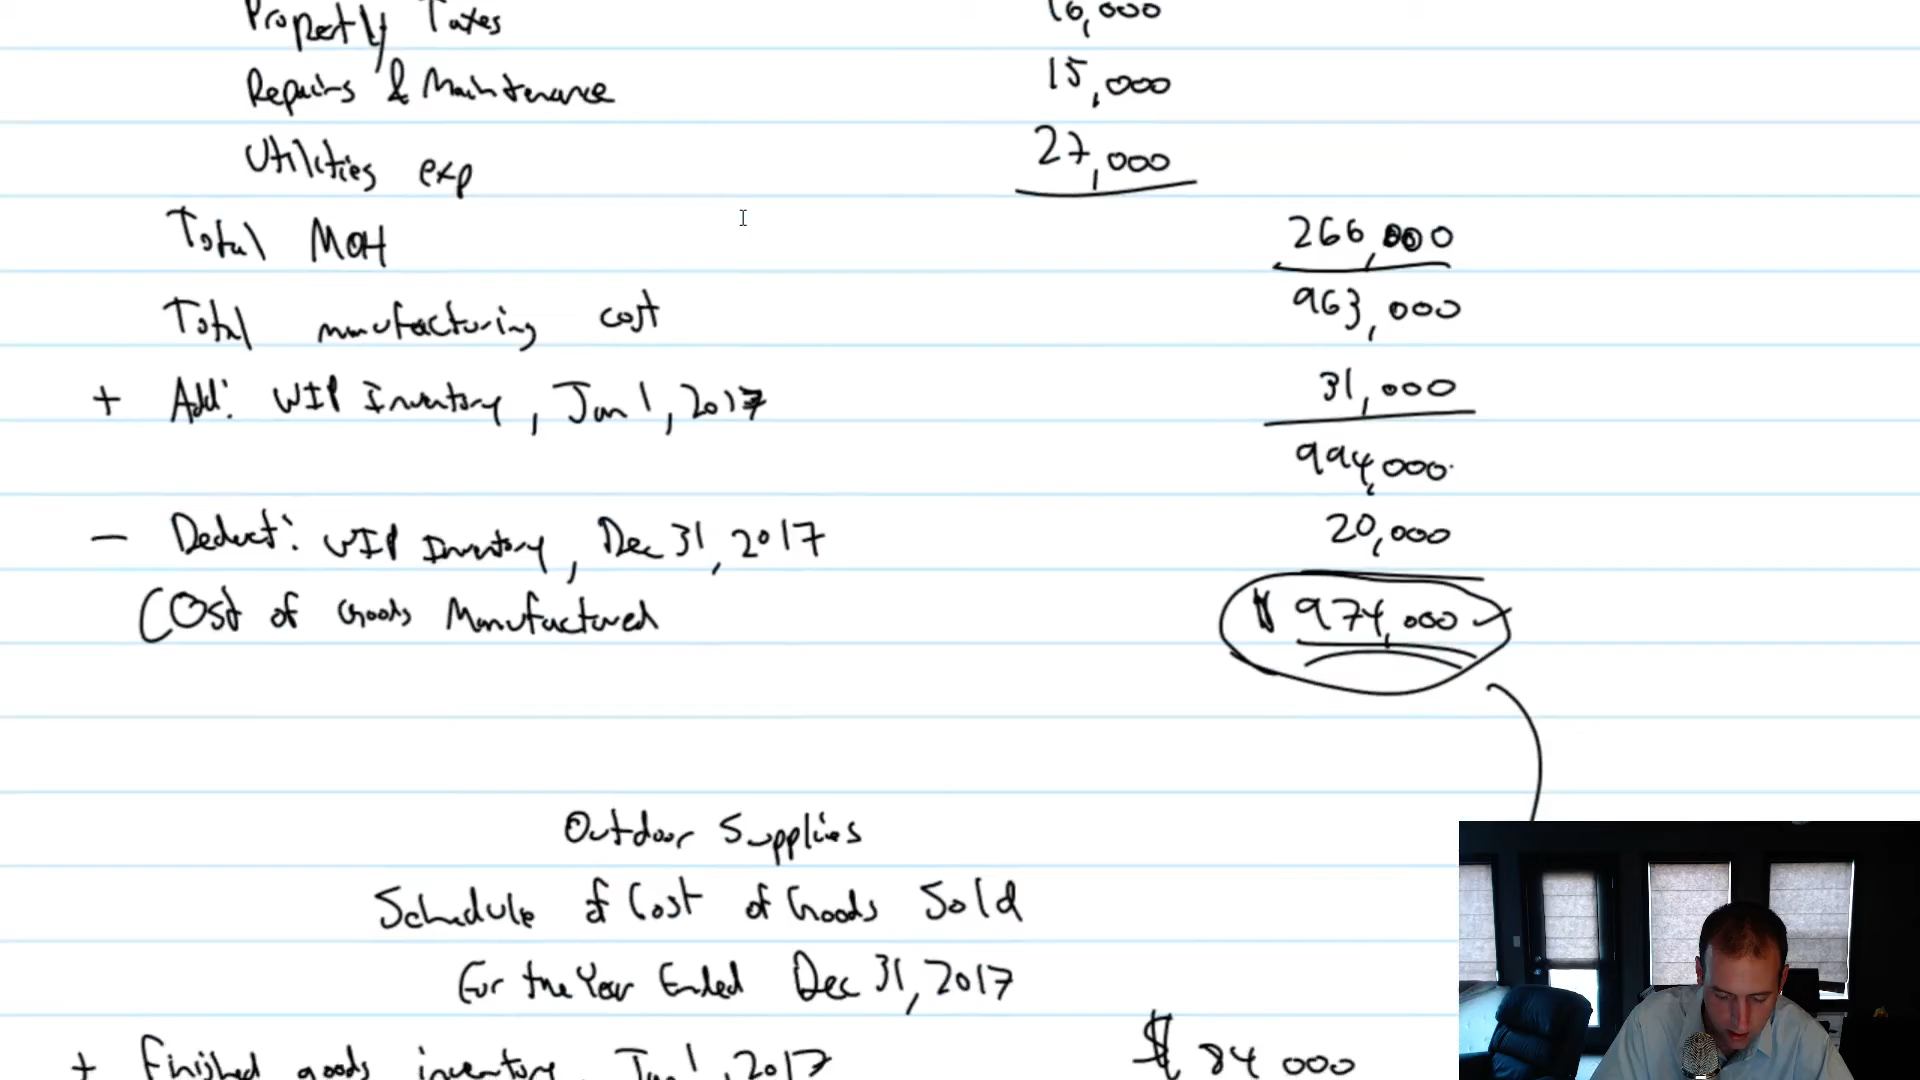 Property Taxes 16,000
Repairs & Maintenance 15,000
Utilities exp 27,000
Total MOH 266,000
Total manufacturing cost 963,000
+ Add: WIP Inventory, Jan 1, 2017 31,000
994,000
- Deduct: WIP Inventory, Dec 31, 2017 20,000
Cost of Goods Manufactured $ 974,000
Outdoor Supplies
Schedule of Cost of Goods Sold
For the Year Ended Dec 31, 2017
+ Finished goods inventory, Jan 1, 2017 $ 84 000